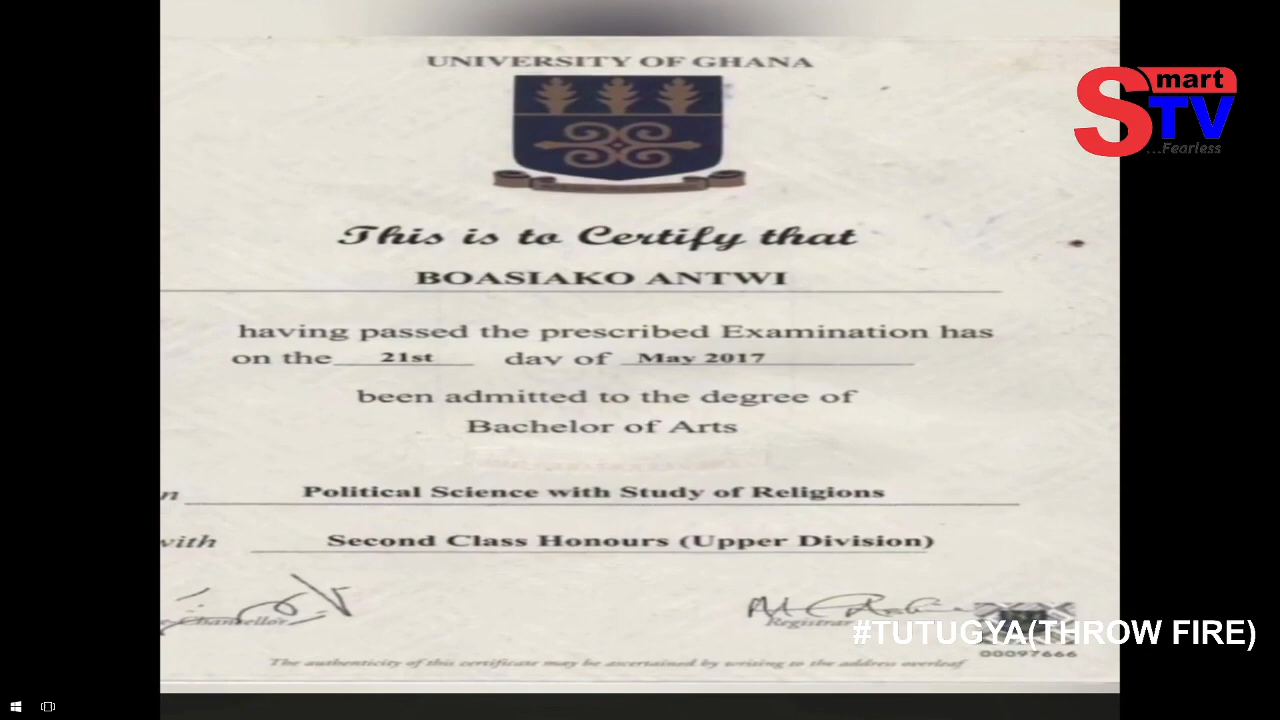 UNIVERSITY OF GHANA
Smart
TV
...Fearless
This is to Certify that
BOASIAKO ANTWI
having passed the prescribed Examination has
on the 21st day of May 2017
been admitted to the degree of
Bachelor of Arts
n Political Science with Study of Religions
with Second Class Honours (Upper Division)
Chancellor
Registrar
#TUTUGYA(THROW FIRE)
00097666
The authenticity of this certificate may be ascertained by writing to the address overleaf